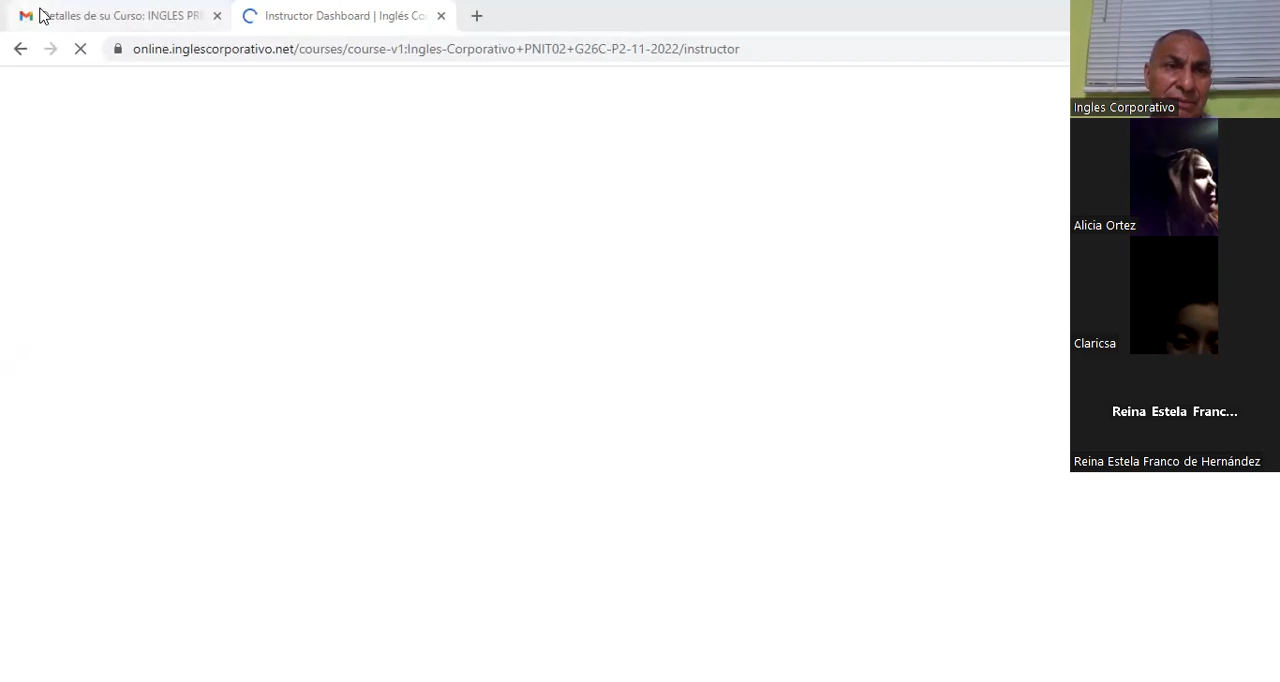 etalles de su Curso: INGLES PRI
Instructor Dashboard | Inglés Co
online.inglescorporativo.net/courses/course-v1:Ingles-Corporativo+PNIT02+G26C-P2-11-2022/instructor
Ingles Corporativo
Alicia Ortez
Claricsa
Reina Estela Franc...
Reina Estela Franco de Hernández